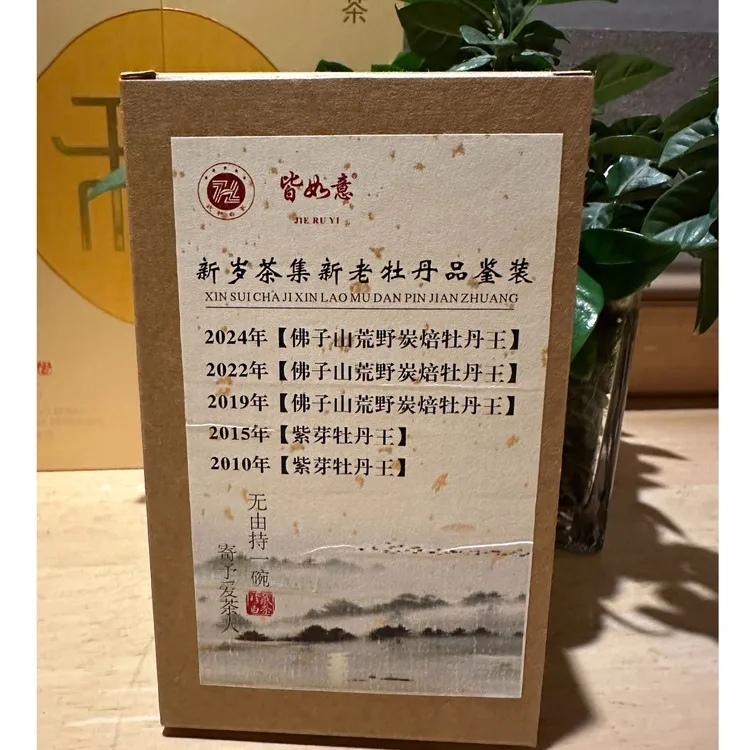 茶
皆如意®
JIE RU YI
新岁茶集新老牡丹品鉴装
XIN SUI CHA JI XIN LAO MU DAN PIN JIAN ZHUANG
2024年【佛子山荒野炭焙牡丹王】
2022年【佛子山荒野炭焙牡丹王】
2019年【佛子山荒野炭焙牡丹王】
2015年【紫芽牡丹王】
2010年【紫芽牡丹王】
无由持一碗
寄予爱茶人